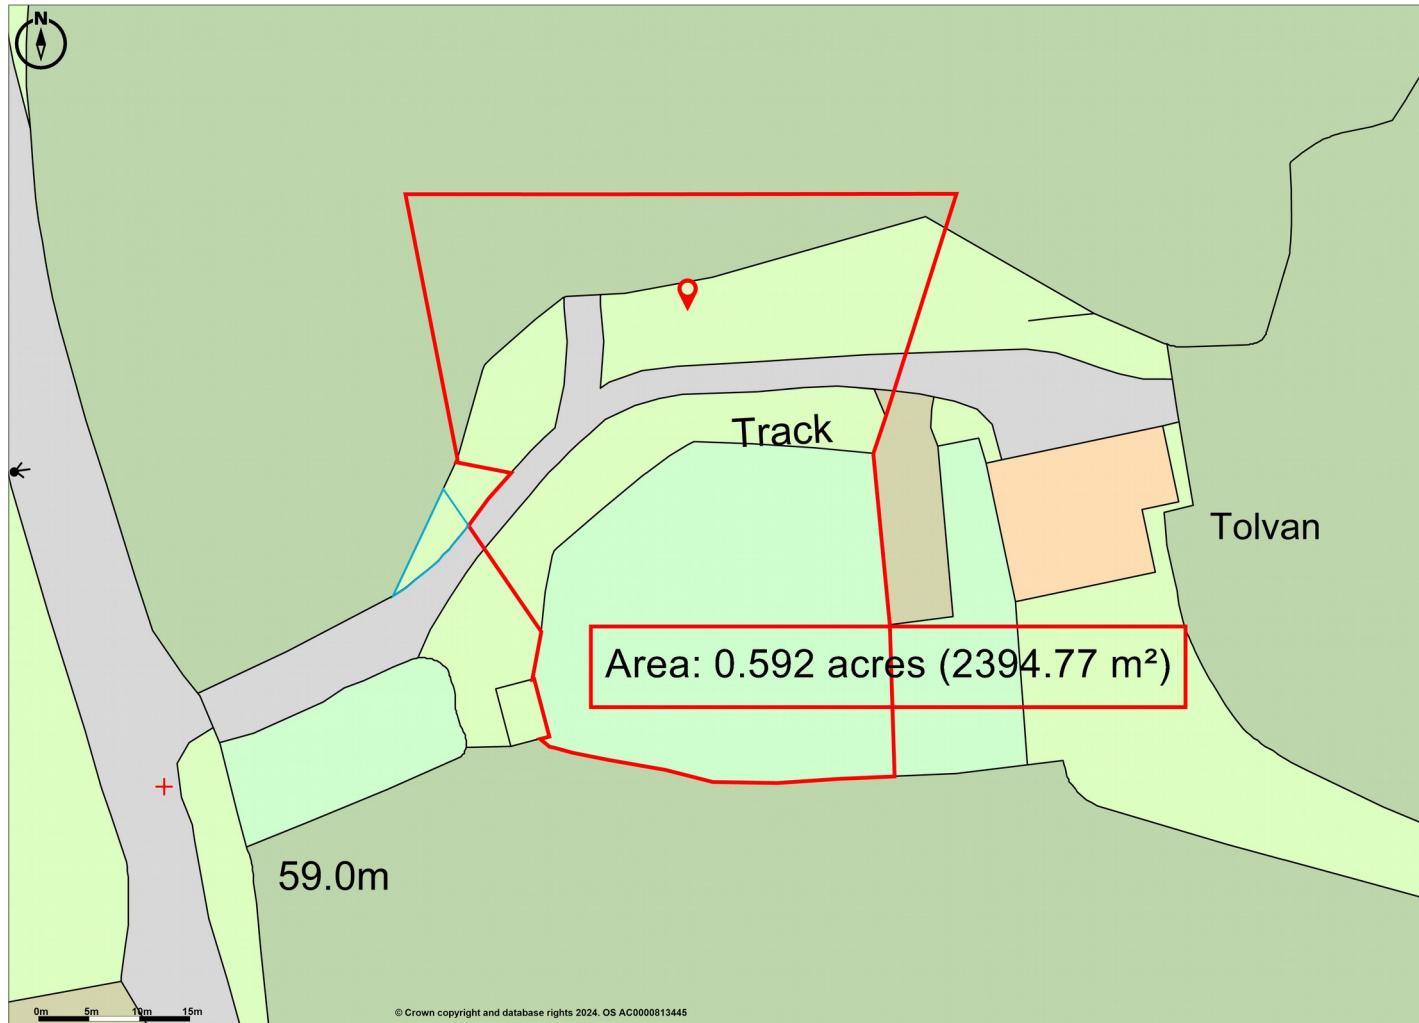 N
Track
Tolvan
Area: 0.592 acres (2394.77 m²)
59.0m
0m 5m 10m 15m
© Crown copyright and database rights 2024. OS AC0000813445